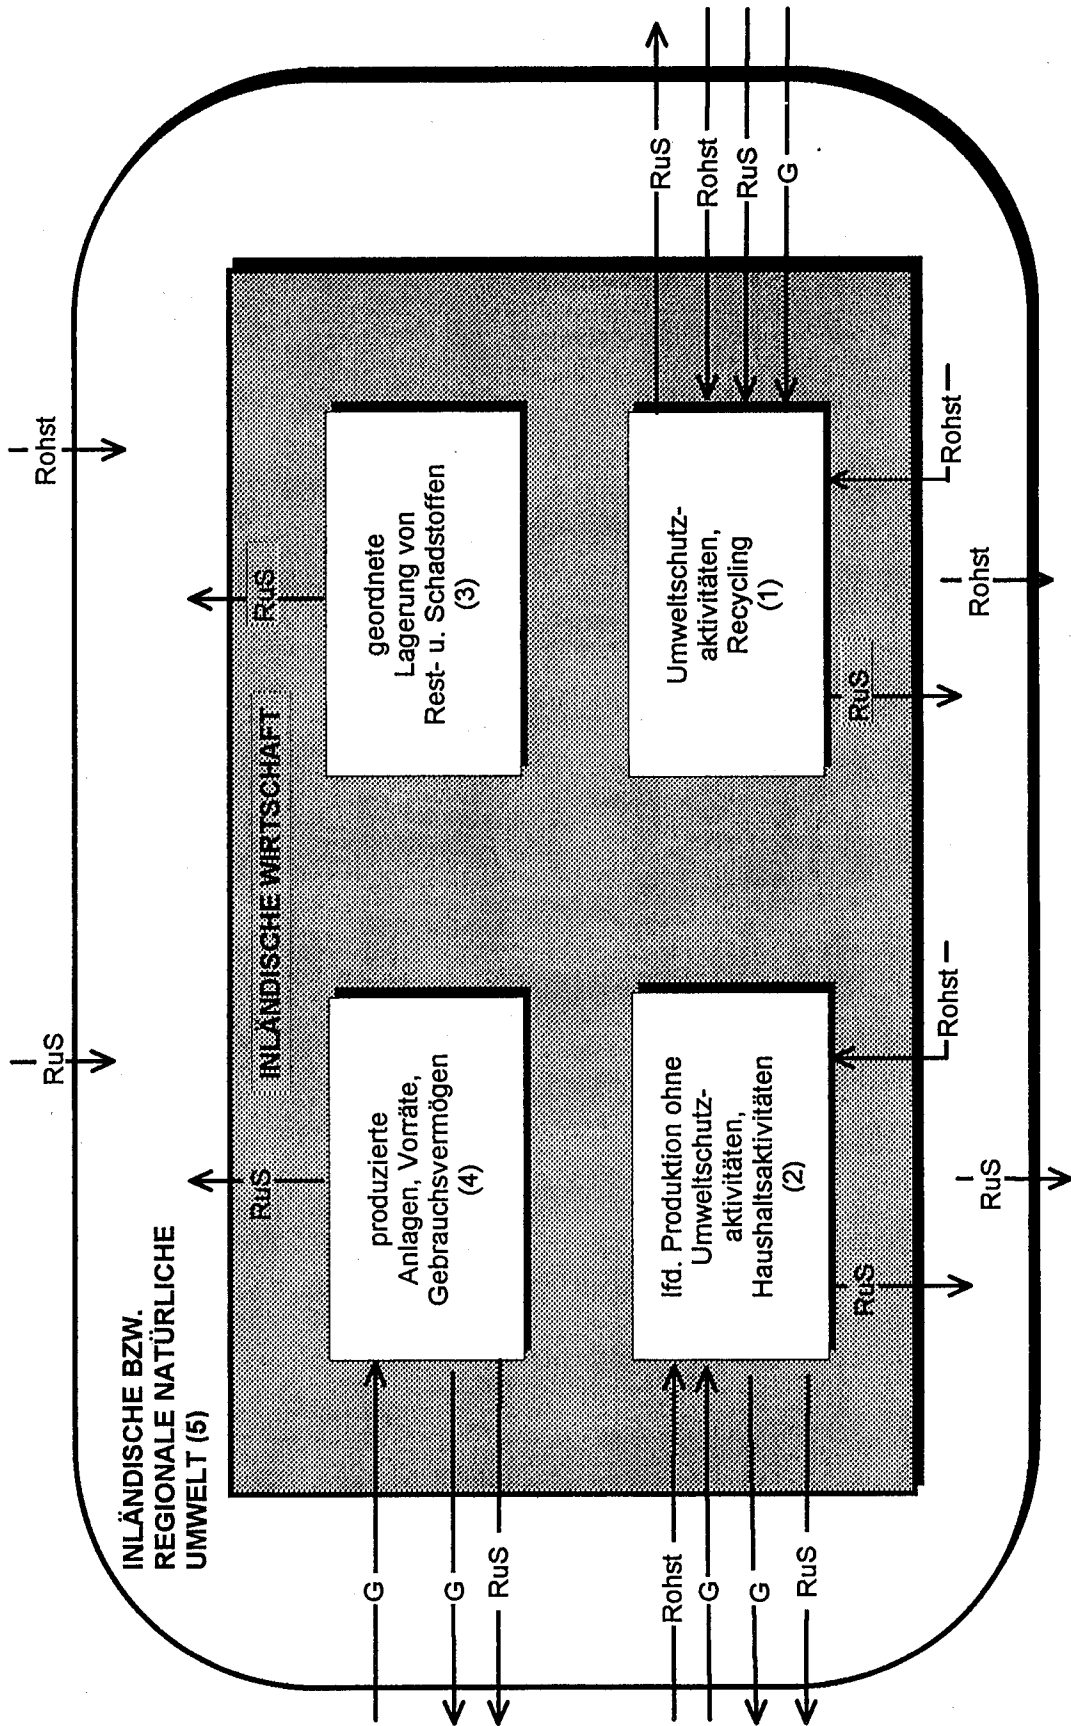 INLÄNDISCHE BZW.
REGIONALE NATÜRLICHE
UMWELT (5)
RuS
Rohst
INLÄNDISCHE WIRTSCHAFT
RuS
RuS
G
G
RuS
produzierte
Anlagen, Vorräte,
Gebrauchsvermögen
(4)
geordnete
Lagerung von
Rest- u. Schadstoffen
(3)
Rohst
G
G
RuS
lfd. Produktion ohne
Umweltschutz-
aktivitäten,
Haushaltsaktivitäten
(2)
Umweltschutz-
aktivitäten,
Recycling
(1)
RuS
Rohst
RuS
G
RuS
Rohst
RuS
Rohst
RuS
Rohst